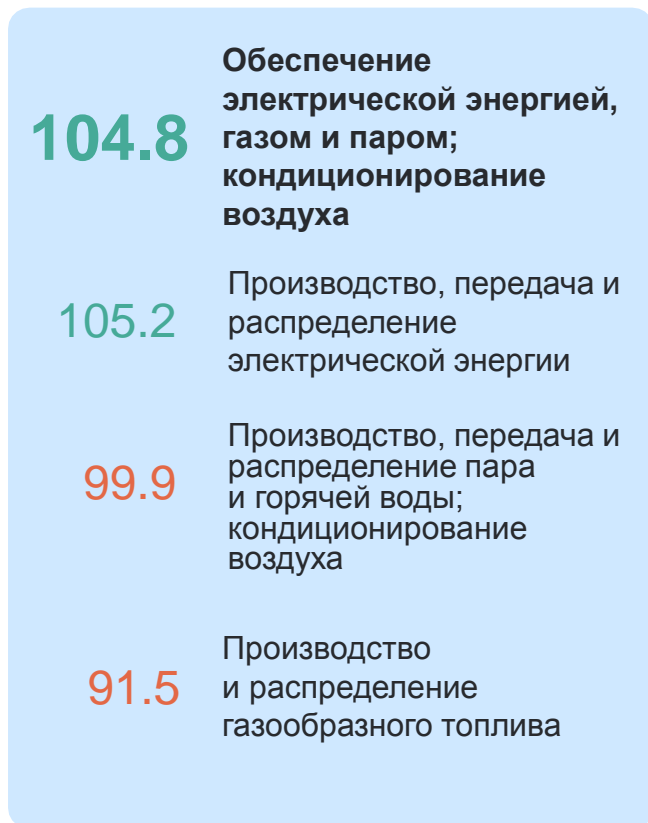 104.8
Обеспечение
электрической энергией,
газом и паром;
кондиционирование
воздуха
105.2
Производство, передача и
распределение
электрической энергии
99.9
Производство, передача и
распределение пара
и горячей воды;
кондиционирование
воздуха
91.5
Производство
и распределение
газообразного топлива